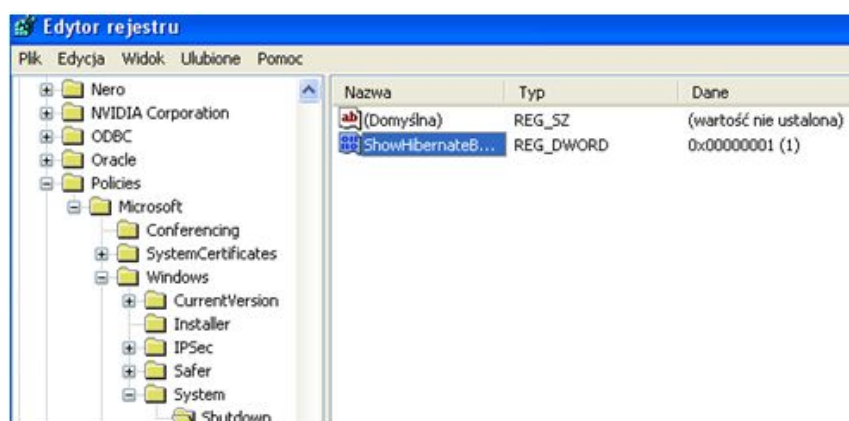 Edytor rejestru
Plik Edycja Widok Ulubione Pomoc
Nero
NVIDIA Corporation
ODBC
Oracle
Policies
Microsoft
Conferencing
SystemCertificates
Windows
CurrentVersion
Installer
IPSec
Safer
System
Shutdown
Nazwa Typ Dane
(Domyślna) REG_SZ (wartość nie ustalona)
ShowHibernateB... REG_DWORD 0x00000001 (1)